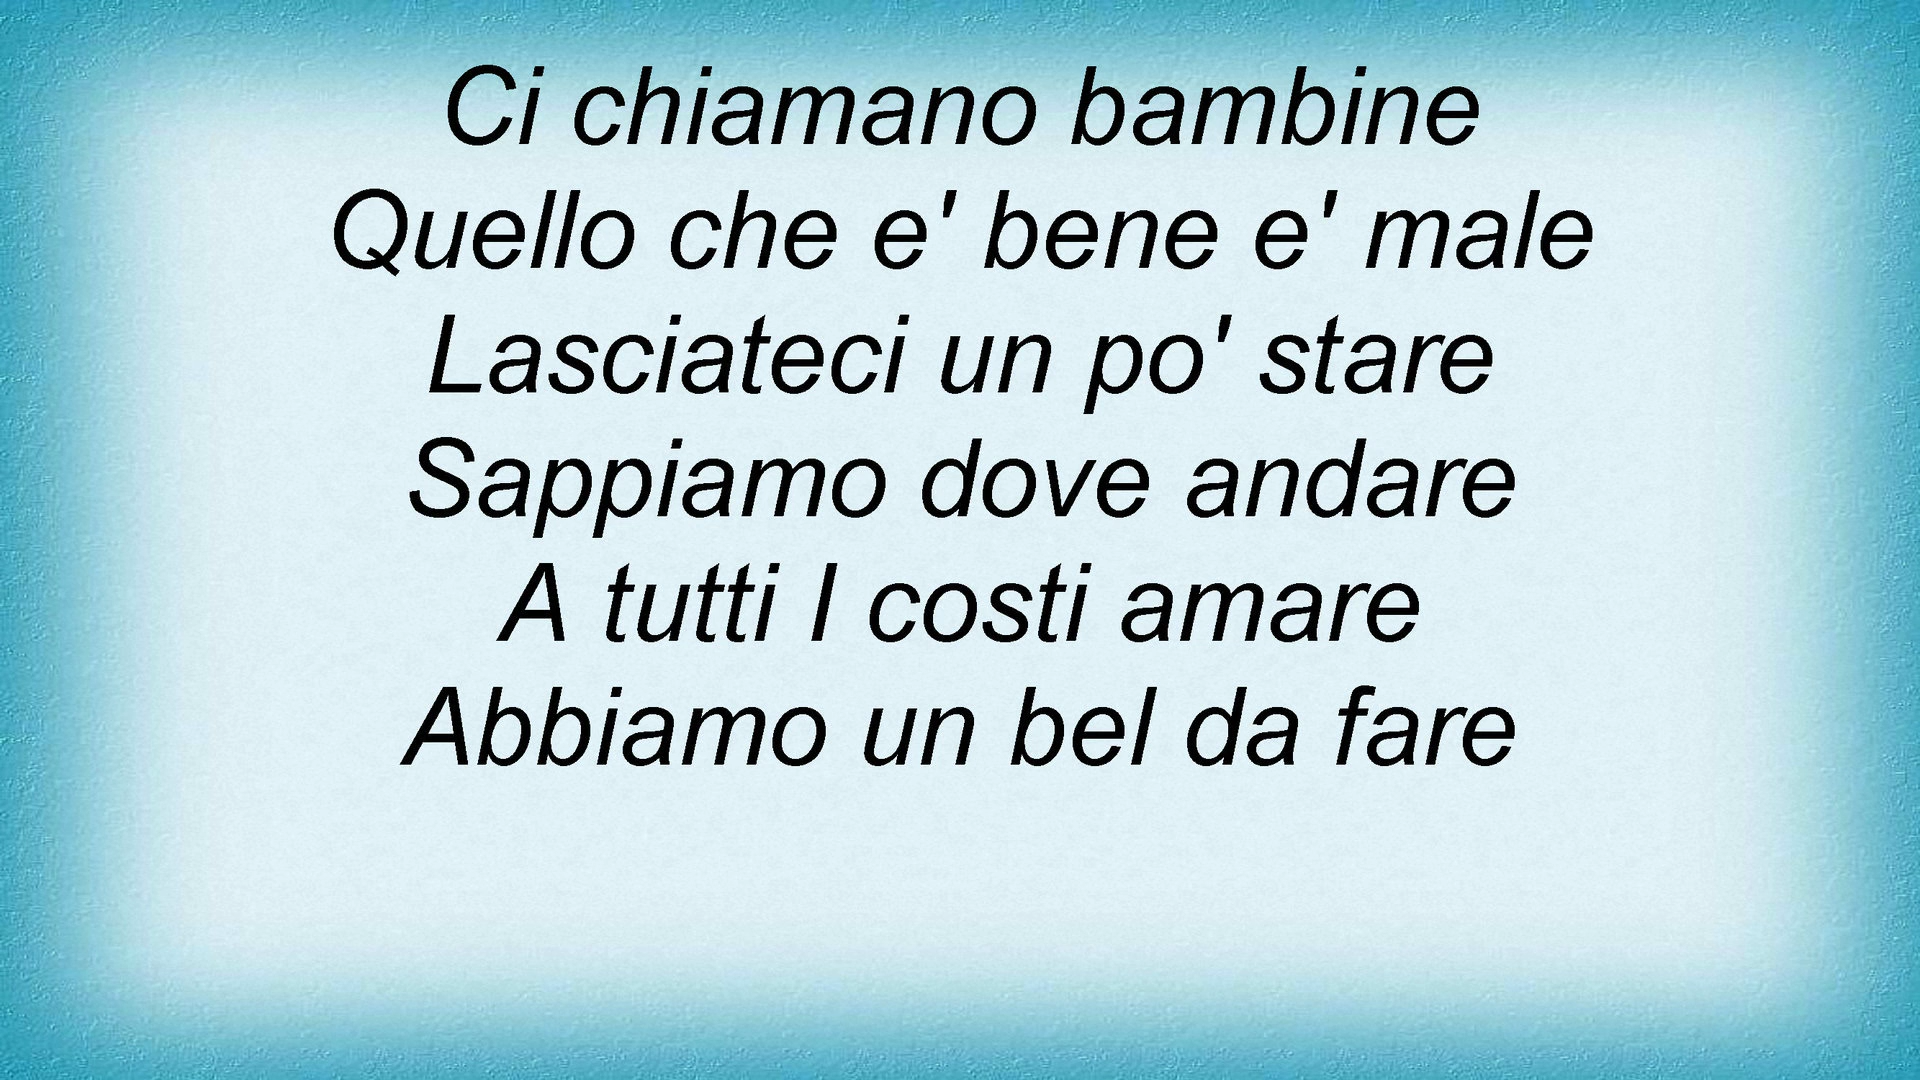 Ci chiamano bambine
Quello che e' bene e' male
Lasciateci un po' stare
Sappiamo dove andare
A tutti I costi amare
Abbiamo un bel da fare